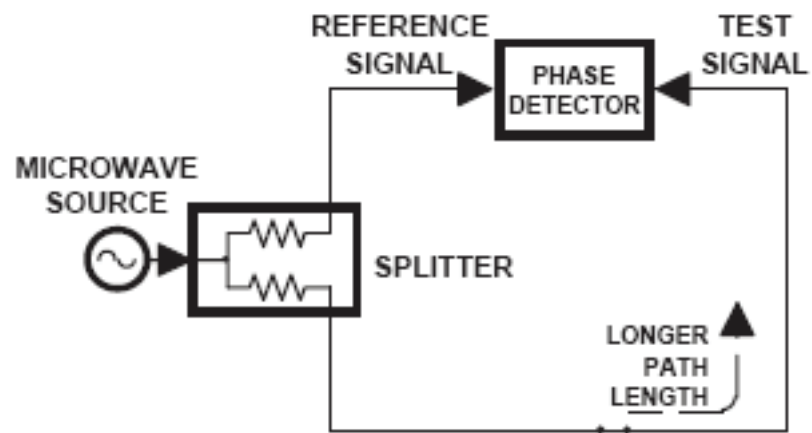 REFERENCE
SIGNAL
PHASE
DETECTOR
TEST
SIGNAL
MICROWAVE
SOURCE
SPLITTER
LONGER
PATH
LENGTH